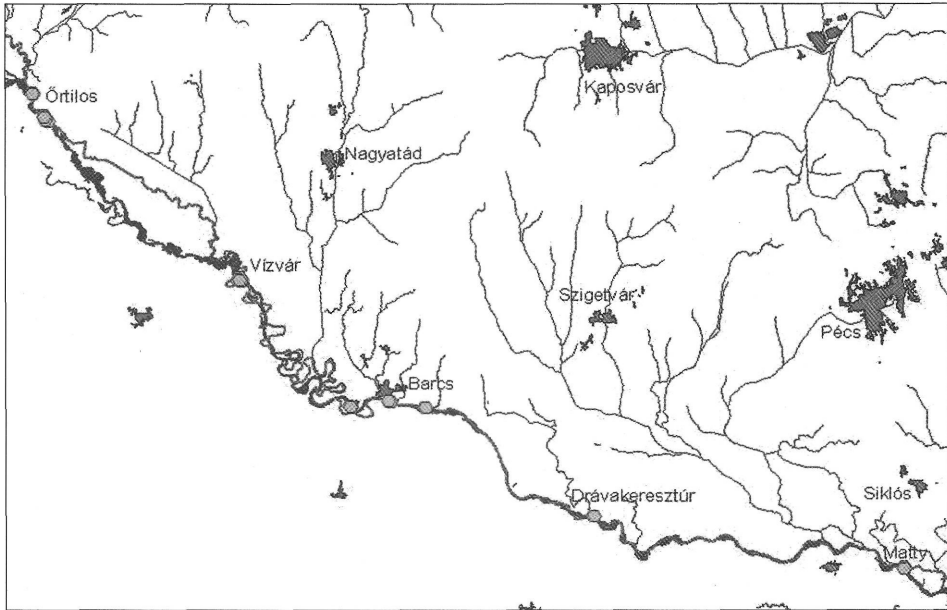 Őrtilos
Kaposvár
Nagyatád
Vízvár
Szigetvár
Pécs
Barcs
Drávakeresztúr
Siklós
Matty